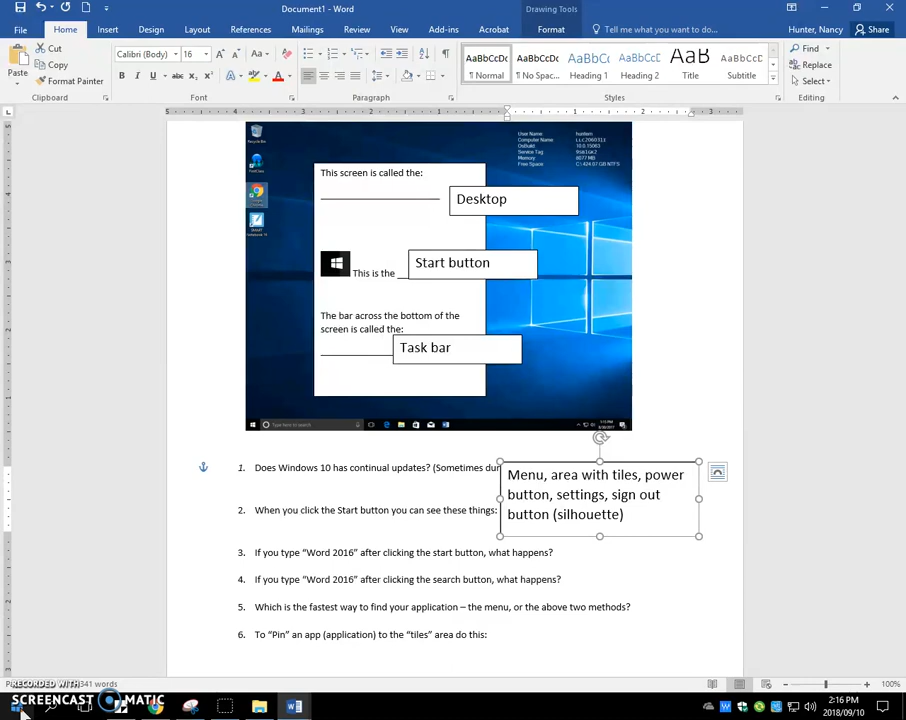 Document1 - Word
Drawing Tools
File
Home
Insert
Design
Layout
References
Mailings
Review
View
Add-ins
Acrobat
Format
Tell me what you want to do...
Hunter, Nancy
Share
Paste
Cut
Copy
Format Painter
Clipboard
Calibri (Body)
16
Font
Paragraph
AaBbCcDc
¶ Normal
AaBbCcDc
¶ No Spac...
AaBbCc
Heading 1
AaBbCcC
Heading 2
AaB
Title
AaBbCcC
Subtitle
Styles
Find
Replace
Select
Editing
This screen is called the:
Desktop
This is the
Start button
The bar across the bottom of the
screen is called the:
Task bar
Type here to search
1. Does Windows 10 has continual updates? (Sometimes
Menu, area with tiles, power
button, settings, sign out
button (silhouette)
2. When you click the Start button you can see these things:
3. If you type “Word 2016” after clicking the start button, what happens?
4. If you type “Word 2016” after clicking the search button, what happens?
5. Which is the fastest way to find your application – the menu, or the above two methods?
6. To “Pin” an app (application) to the “tiles” area do this:
341 words
100%
RECORDED WITH
SCREENCAST MATIC
2:16 PM
2018/09/10